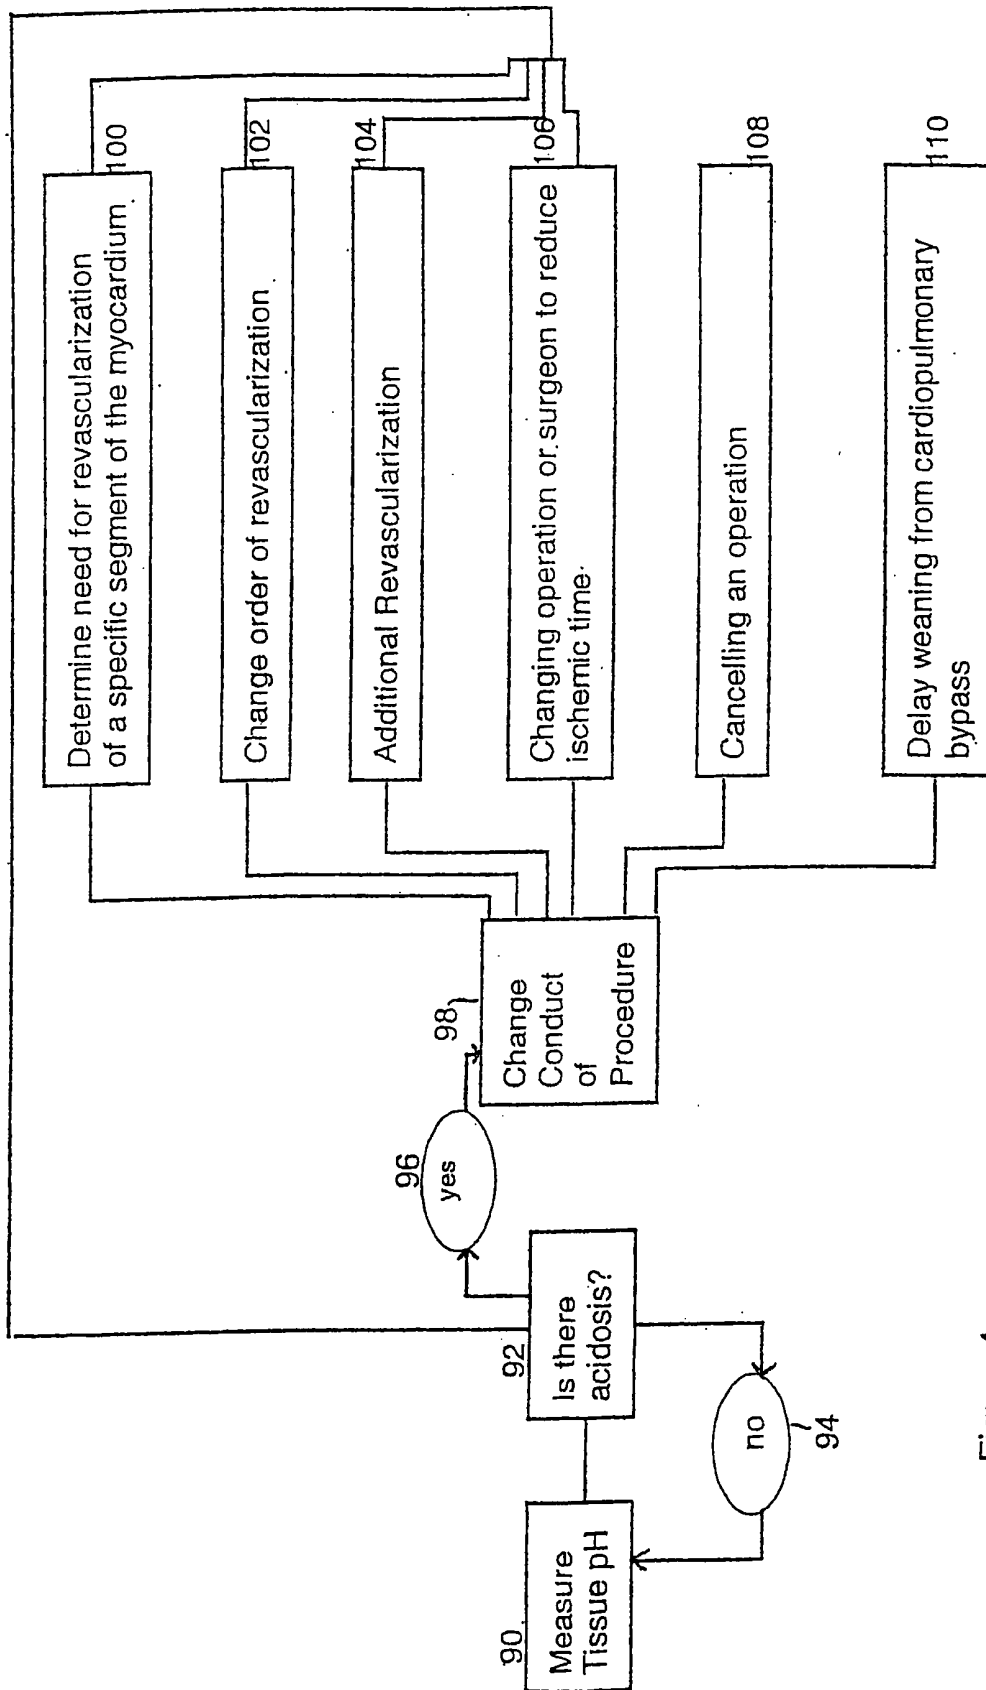 90
Measure
Tissue pH
92
Is there
acidosis?
no
94
96
yes
98
Change
Conduct
of
Procedure
100
Determine need for revascularization
of a specific segment of the myocardium
102
Change order of revascularization
104
Additional Revascularization
106
Changing operation or surgeon to reduce
ischemic time
108
Cancelling an operation
110
Delay weaning from cardiopulmonary
bypass